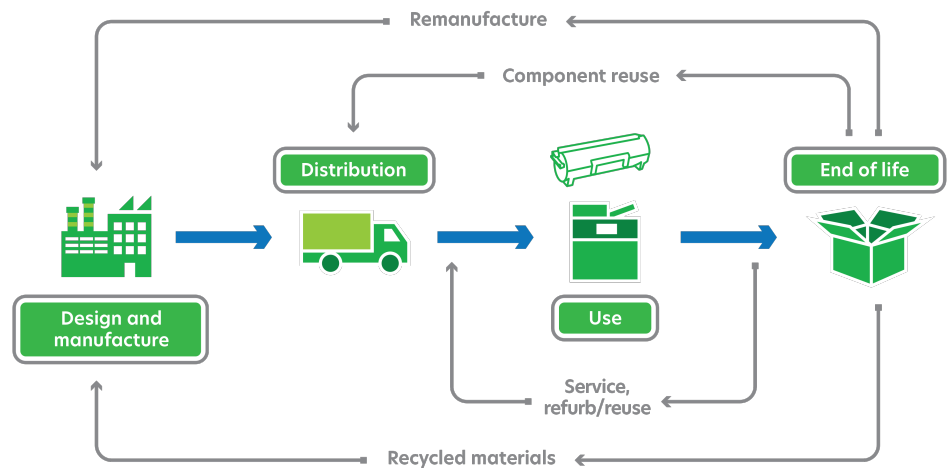 Remanufacture
Component reuse
Distribution
End of life
Design and
manufacture
Use
Service,
refurb/reuse
Recycled materials